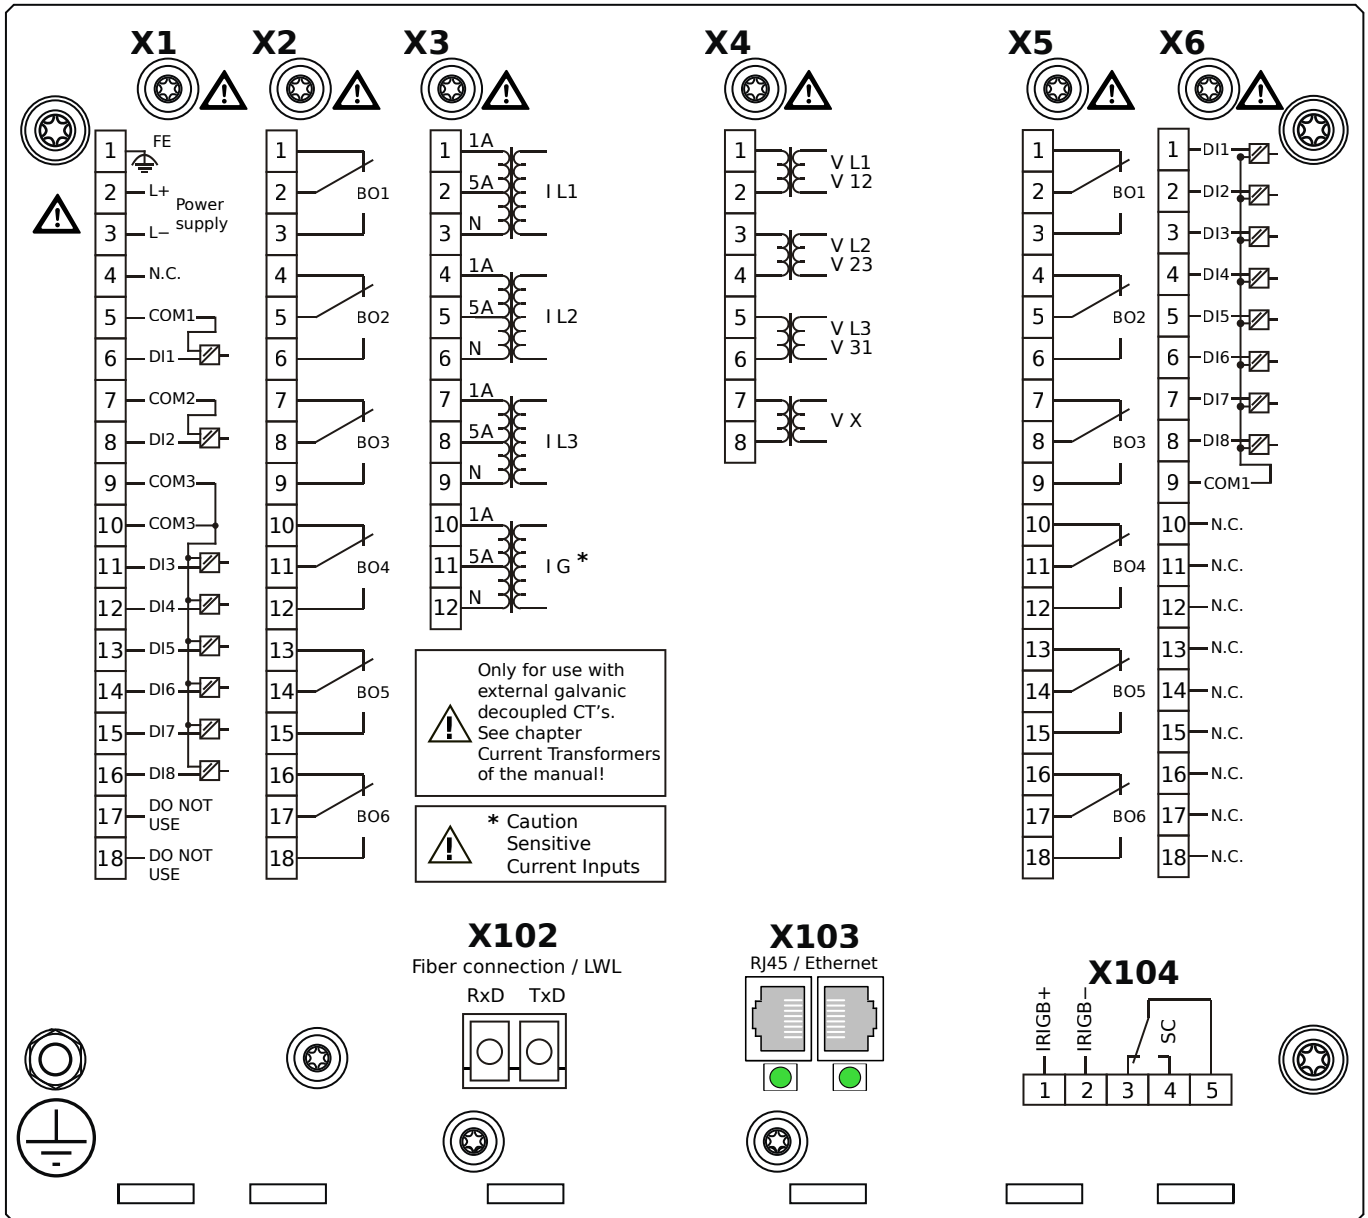 X1 X2 X3 X4 X5 X6
1 FE
2 L+
Power
supply
3 L−
4 N.C.
5 COM1
6 DI1
7 COM2
8 DI2
9 COM3
10 COM3
11 DI3
12 DI4
13 DI5
14 DI6
15 DI7
16 DI8
17 DO NOT
USE
18 DO NOT
USE
1
2 BO1
3
4
5 BO2
6
7
8 BO3
9
10
11 BO4
12
13
14 BO5
15
16
17 BO6
18
1 1A
2 5A I L1
3 N
4 1A
5 5A I L2
6 N
7 1A
8 5A I L3
9 N
10 1A
11 5A I G *
12 N
Only for use with
external galvanic
decoupled CT's.
See chapter
Current Transformers
of the manual!
* Caution
Sensitive
Current Inputs
1 V L1
2 V 12
3 V L2
4 V 23
5 V L3
6 V 31
7 V X
8
1
2 BO1
3
4
5 BO2
6
7
8 BO3
9
10
11 BO4
12
13
14 BO5
15
16
17 BO6
18
1 DI1
2 DI2
3 DI3
4 DI4
5 DI5
6 DI6
7 DI7
8 DI8
9 COM1
10 N.C.
11 N.C.
12 N.C.
13 N.C.
14 N.C.
15 N.C.
16 N.C.
17 N.C.
18 N.C.
X102
Fiber connection / LWL
RxD TxD
X103
RJ45 / Ethernet
X104
IRIGB+ IRIGB− SC
1 2 3 4 5